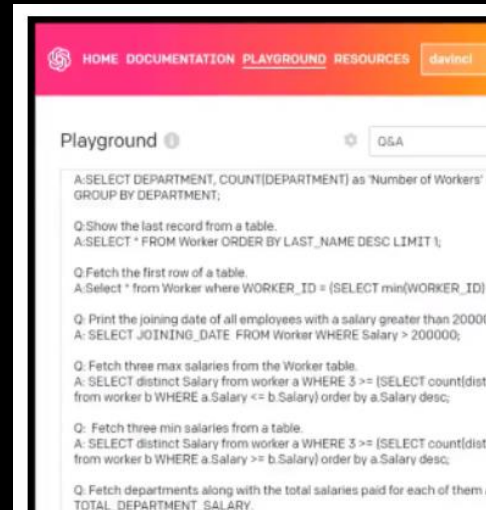 HOME DOCUMENTATION PLAYGROUND RESOURCES davinci
Playground Q&A
A:SELECT DEPARTMENT, COUNT(DEPARTMENT) as 'Number of Workers'
GROUP BY DEPARTMENT;
Q:Show the last record from a table.
A:SELECT * FROM Worker ORDER BY LAST_NAME DESC LIMIT 1;
Q:Fetch the first row of a table.
A:Select * from Worker where WORKER_ID = (SELECT min(WORKER_ID)
Q: Print the joining date of all employees with a salary greater than 20000
A: SELECT JOINING_DATE FROM Worker WHERE Salary > 200000;
Q: Fetch three max salaries from the Worker table.
A: SELECT distinct Salary from worker a WHERE 3 >= (SELECT count(dist
from worker b WHERE a.Salary <= b.Salary) order by a.Salary desc;
Q: Fetch three min salaries from a table.
A: SELECT distinct Salary from worker a WHERE 3 >= (SELECT count(dist
from worker b WHERE a.Salary >= b.Salary) order by a.Salary desc;
Q: Fetch departments along with the total salaries paid for each of them
TOTAL_DEPARTMENT_SALARY.